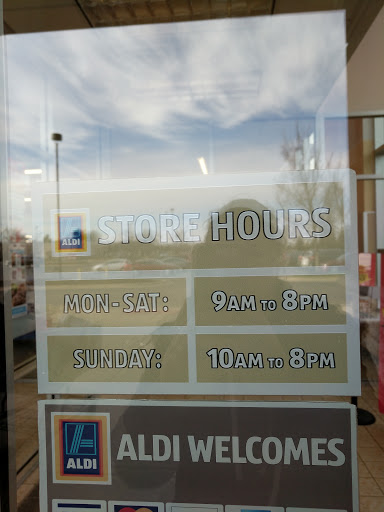 ALDI STORE HOURS
MON-SAT: 9AM TO 8PM
SUNDAY: 10AM TO 8PM
ALDI ALDI WELCOMES